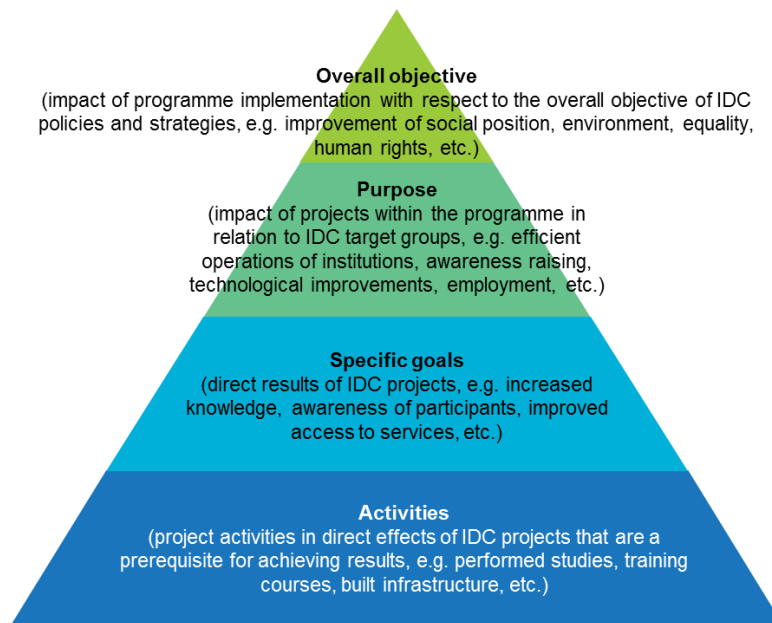 Overall objective
(impact of programme implementation with respect to the overall objective of IDC
policies and strategies, e.g. improvement of social position, environment, equality,
human rights, etc.)
Purpose
(impact of projects within the programme in
relation to IDC target groups, e.g. efficient
operations of institutions, awareness raising,
technological improvements, employment, etc.)
Specific goals
(direct results of IDC projects, e.g. increased
knowledge, awareness of participants, improved
access to services, etc.)
Activities
(project activities in direct effects of IDC projects that are a
prerequisite for achieving results, e.g. performed studies, training
courses, built infrastructure, etc.)